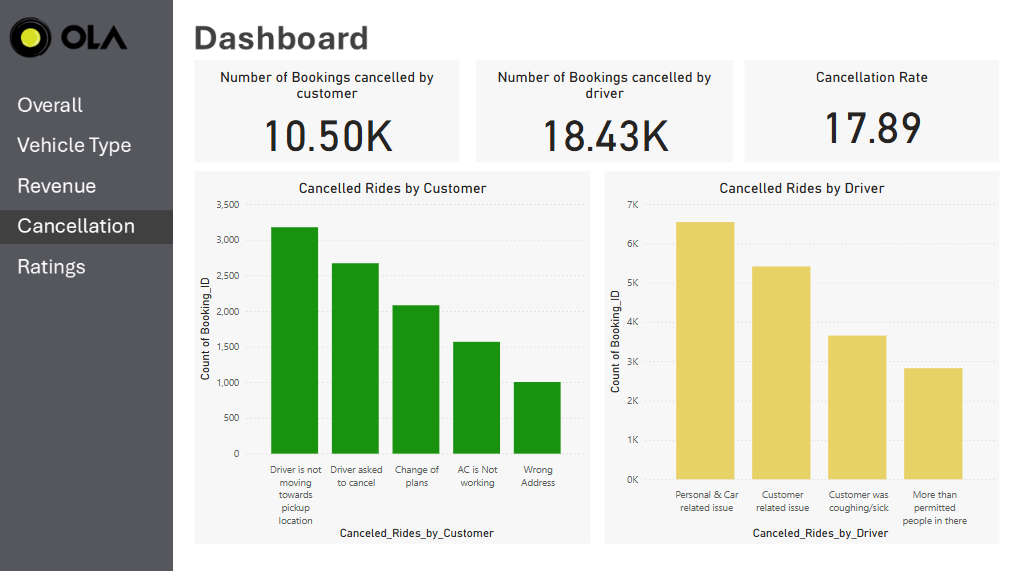 OLA
Overall
Vehicle Type
Revenue
Cancellation
Ratings
Dashboard
Number of Bookings cancelled by
customer
10.50K
Number of Bookings cancelled by
driver
18.43K
Cancellation Rate
17.89
Cancelled Rides by Customer
Count of Booking_ID
3,500
3,000
2,500
2,000
1,500
1,000
500
0
Driver is not
moving
towards
pickup
location
Driver asked
to cancel
Change of
plans
AC is Not
working
Wrong
Address
Canceled_Rides_by_Customer
Cancelled Rides by Driver
Count of Booking_ID
7K
6K
5K
4K
3K
2K
1K
0K
Personal & Car
related issue
Customer
related issue
Customer was
coughing/sick
More than
permitted
people in there
Canceled_Rides_by_Driver